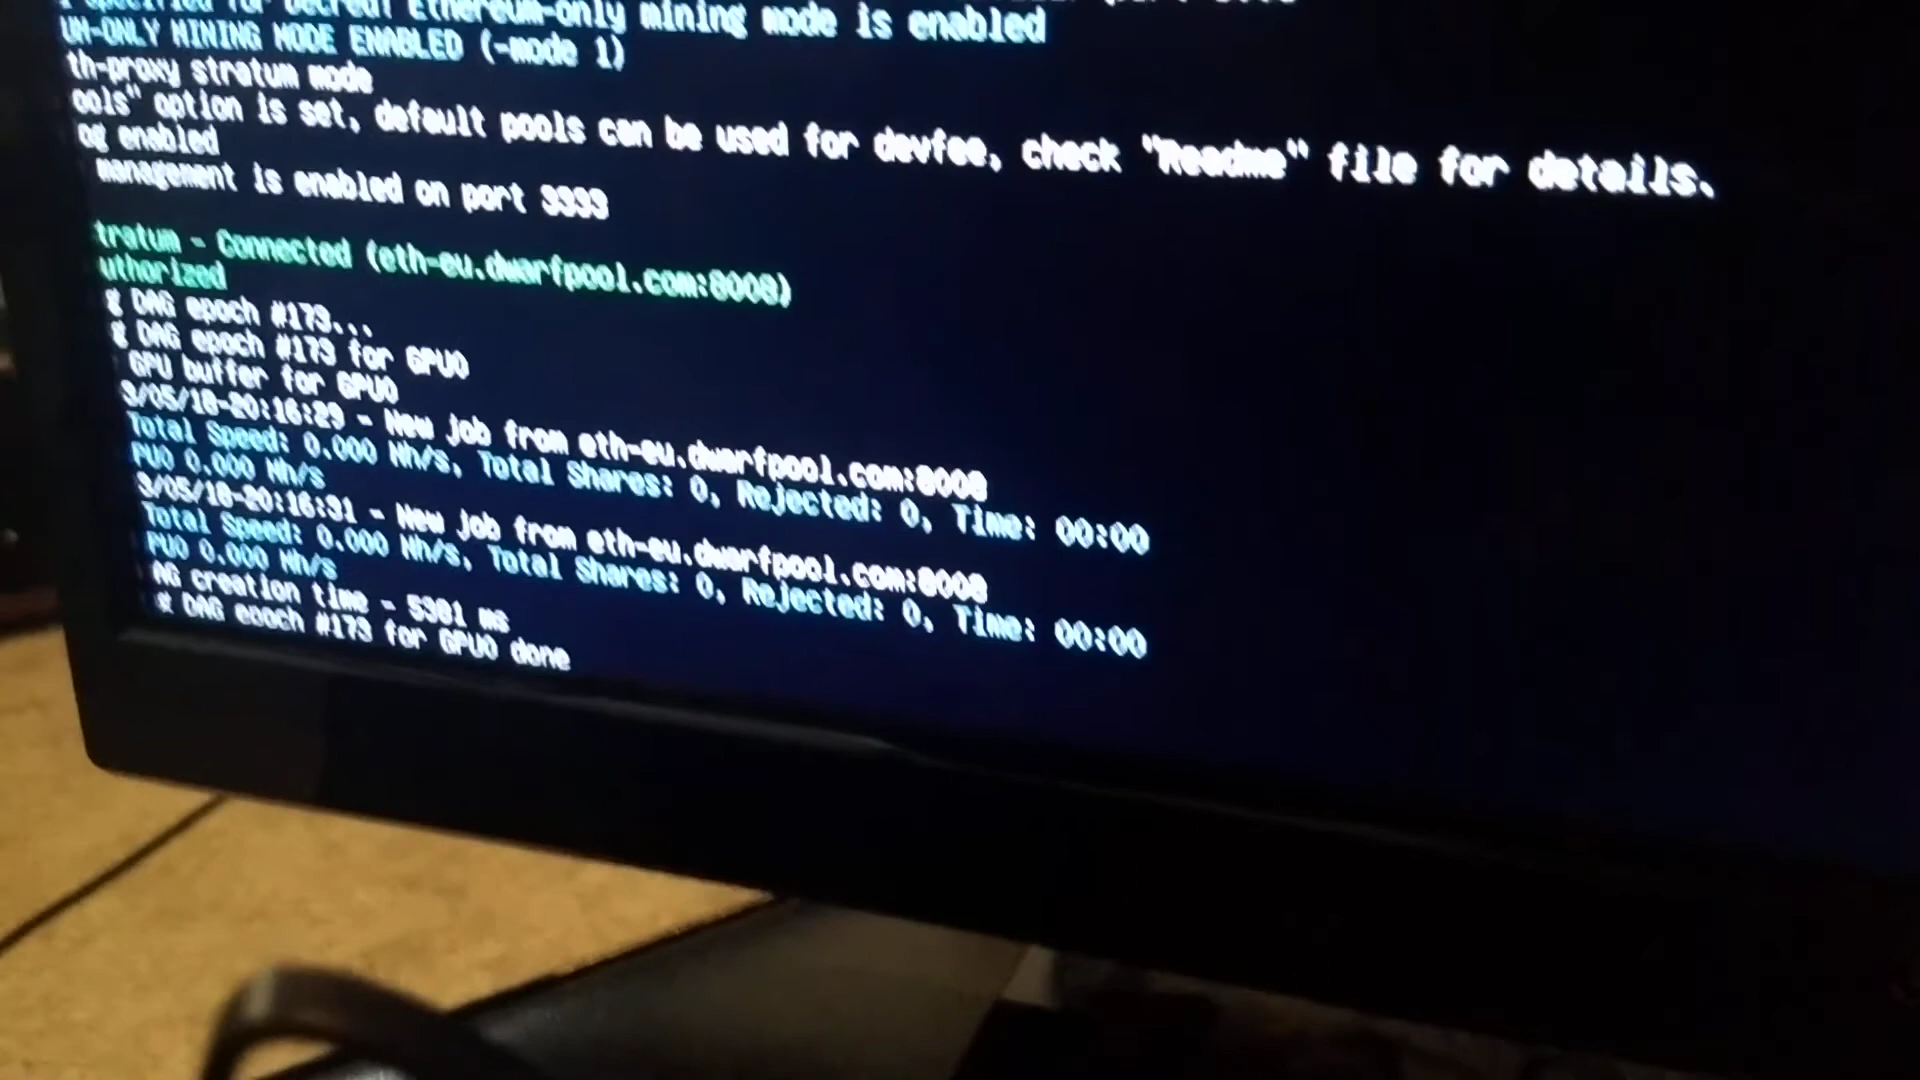 specified for Decred! Ethereum-only mining mode is enabled
UM-ONLY MINING MODE ENABLED (-mode 1)
th-proxy stratum mode
ools" option is set, default pools can be used for devfee, check "Readme" file for details.
og enabled
management is enabled on port 3333
tratum - Connected (eth-eu.dwarfpool.com:8008)
uthorized
g DAG epoch #173...
g DAG epoch #173 for GPU0
GPU buffer for GPU0
3/05/18-20:16:29 - New job from eth-eu.dwarfpool.com:8008
Total Speed: 0.000 Mh/s, Total Shares: 0, Rejected: 0, Time: 00:00
PU0 0.000 Mh/s
3/05/18-20:16:31 - New job from eth-eu.dwarfpool.com:8008
Total Speed: 0.000 Mh/s, Total Shares: 0, Rejected: 0, Time: 00:00
PU0 0.000 Mh/s
AG creation time - 5381 ms
g DAG epoch #173 for GPU0 done